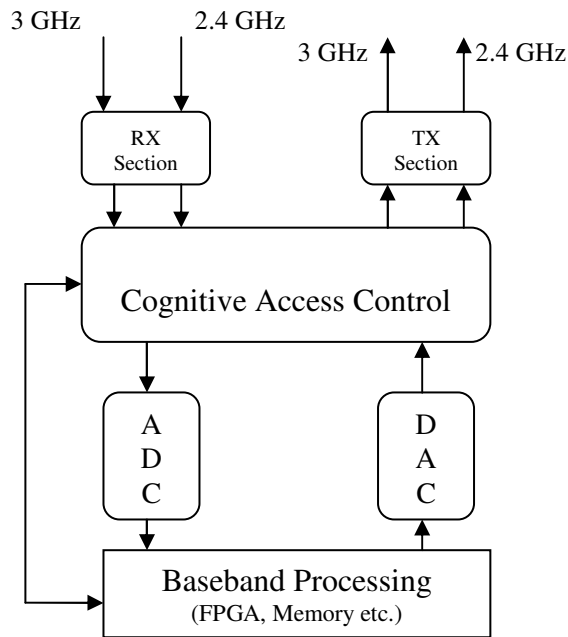 3 GHz
2.4 GHz
3 GHz
2.4 GHz
RX
Section
TX
Section
Cognitive Access Control
A
D
C
D
A
C
Baseband Processing
(FPGA, Memory etc.)